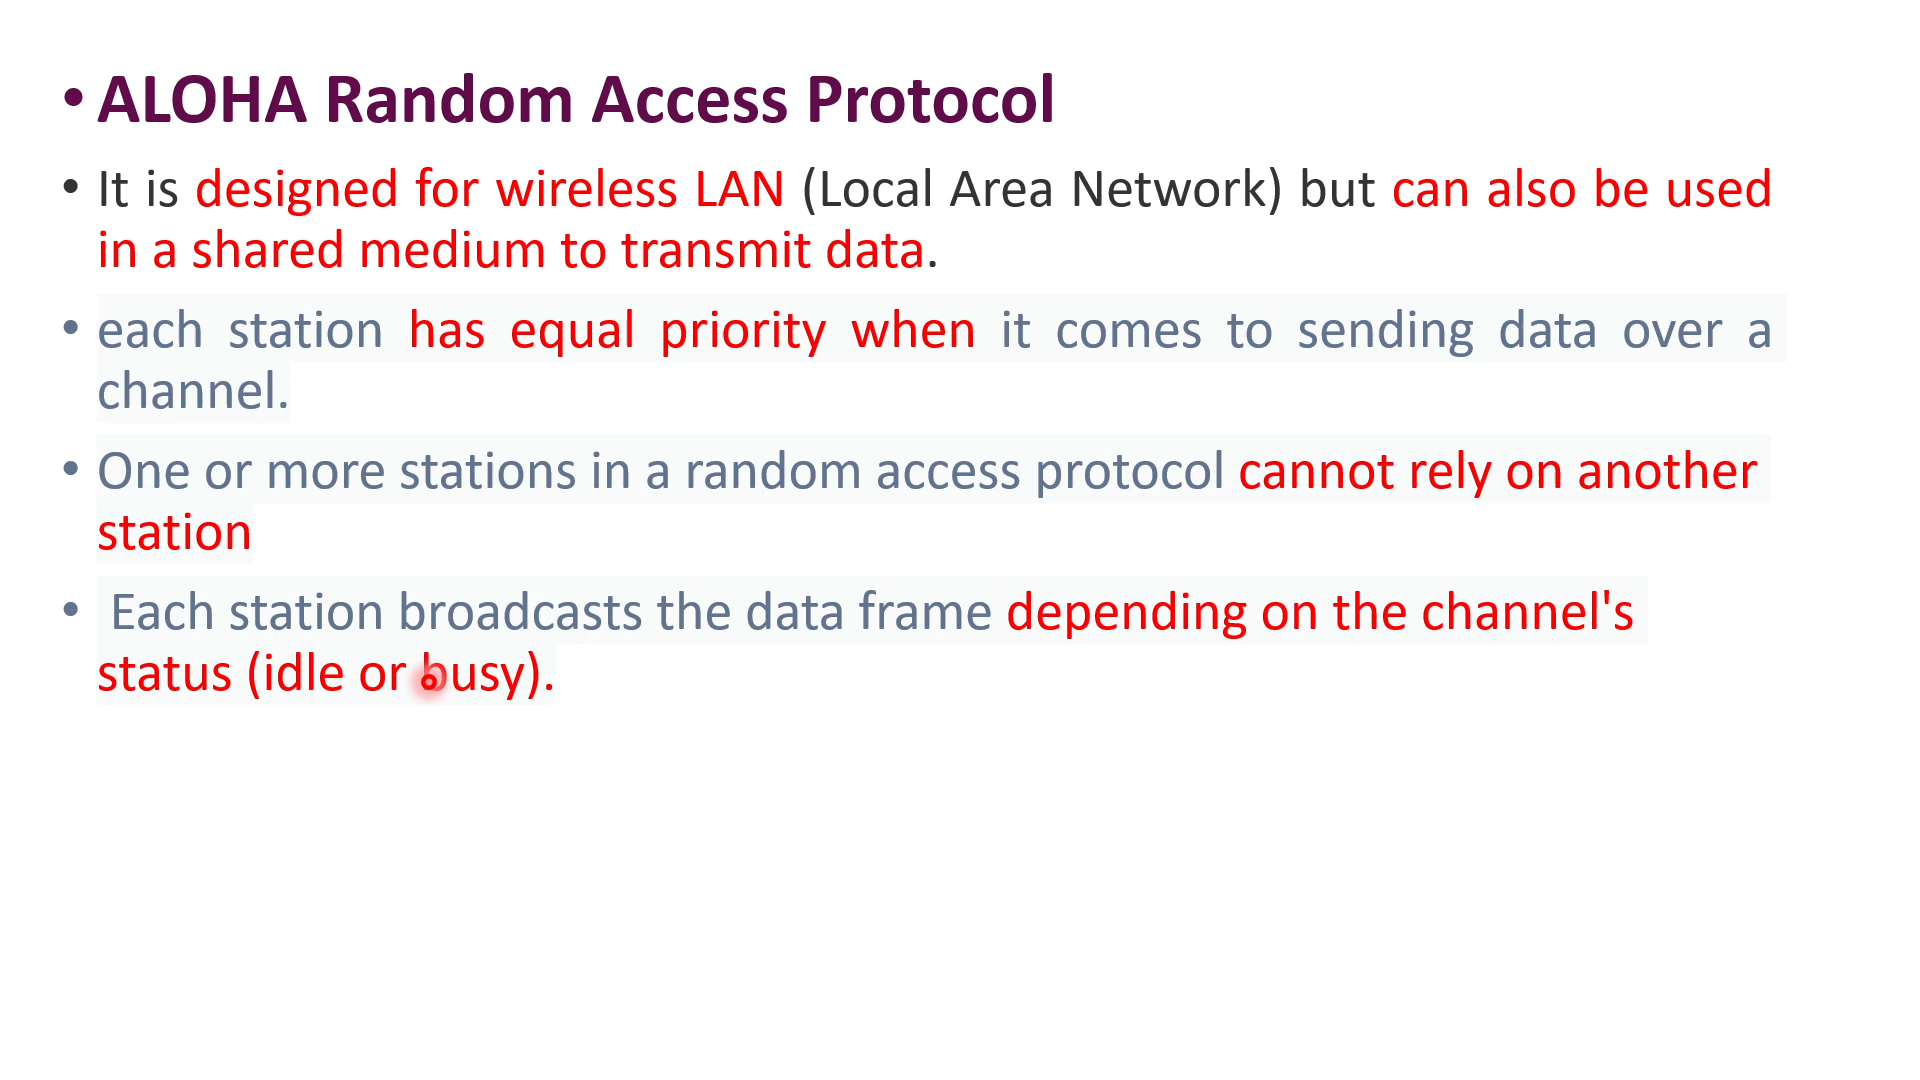 • ALOHA Random Access Protocol
• It is designed for wireless LAN (Local Area Network) but can also be used
in a shared medium to transmit data.
• each station has equal priority when it comes to sending data over a
channel.
• One or more stations in a random access protocol cannot rely on another
station
• Each station broadcasts the data frame depending on the channel's
status (idle or busy).